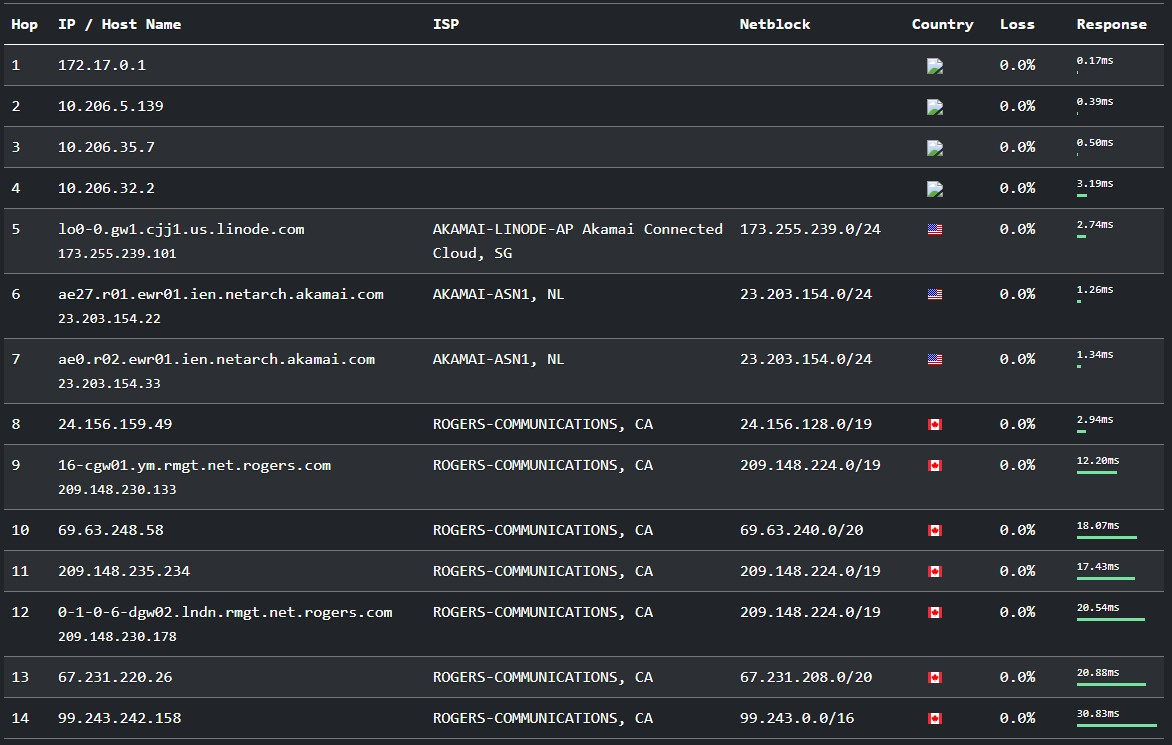 Hop IP / Host Name ISP Netblock Country Loss Response
1 172.17.0.1 0.0% 0.17ms
2 10.206.5.139 0.0% 0.39ms
3 10.206.35.7 0.0% 0.50ms
4 10.206.32.2 0.0% 3.19ms
5 lo0-0.gw1.cjj1.us.linode.com AKAMAI-LINODE-AP Akamai Connected 173.255.239.0/24 0.0% 2.74ms
173.255.239.101 Cloud, SG
6 ae27.r01.ewr01.ien.netarch.akamai.com AKAMAI-ASN1, NL 23.203.154.0/24 0.0% 1.26ms
23.203.154.22
7 ae0.r02.ewr01.ien.netarch.akamai.com AKAMAI-ASN1, NL 23.203.154.0/24 0.0% 1.34ms
23.203.154.33
8 24.156.159.49 ROGERS-COMMUNICATIONS, CA 24.156.128.0/19 0.0% 2.94ms
9 16-cgw01.ym.rmgt.net.rogers.com ROGERS-COMMUNICATIONS, CA 209.148.224.0/19 0.0% 12.20ms
209.148.230.133
10 69.63.248.58 ROGERS-COMMUNICATIONS, CA 69.63.240.0/20 0.0% 18.07ms
11 209.148.235.234 ROGERS-COMMUNICATIONS, CA 209.148.224.0/19 0.0% 17.43ms
12 0-1-0-6-dgw02.lndn.rmgt.net.rogers.com ROGERS-COMMUNICATIONS, CA 209.148.224.0/19 0.0% 20.54ms
209.148.230.178
13 67.231.220.26 ROGERS-COMMUNICATIONS, CA 67.231.208.0/20 0.0% 20.88ms
14 99.243.242.158 ROGERS-COMMUNICATIONS, CA 99.243.0.0/16 0.0% 30.83ms